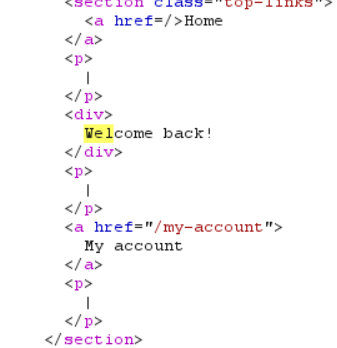 <section class="top-links">
<a href=/>Home
</a>
<p>
|
</p>
<div>
Welcome back!
</div>
<p>
|
</p>
<a href="/my-account">
My account
</a>
<p>
|
</p>
</section>